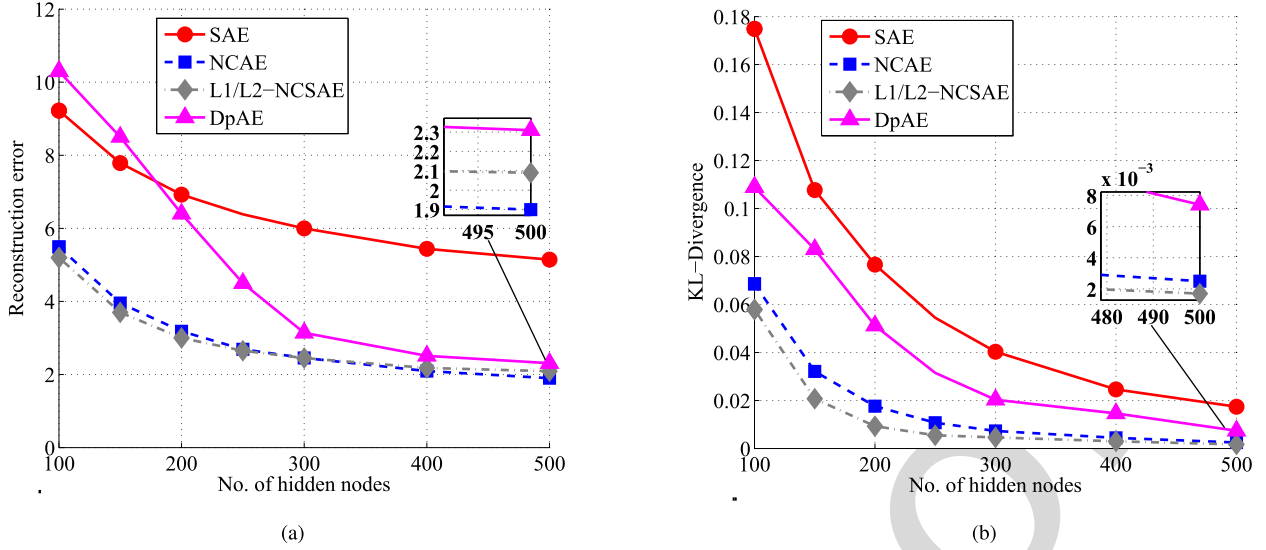 12
10
8
6
4
2
0
Reconstruction error
SAE
NCAE
L1/L2−NCSAE
DpAE
2.3
2.2
2.1
2
1.9
495 500
100 200 300 400 500
No. of hidden nodes
(a)
0.18
0.16
0.14
0.12
0.1
0.08
0.06
0.04
0.02
0
KL−Divergence
SAE
NCAE
L1/L2−NCSAE
DpAE
x 10⁻³
8
6
4
2
480 490 500
100 200 300 400 500
No. of hidden nodes
(b)